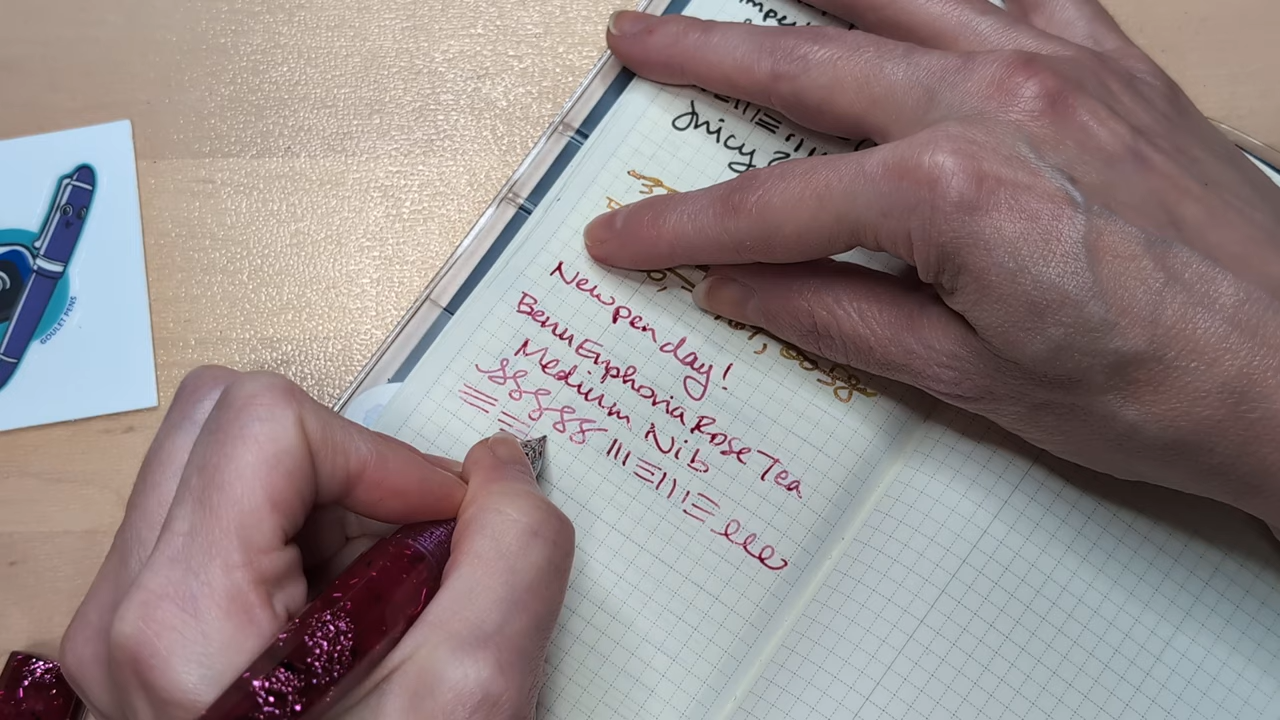 Juicy
New pen day!
Benu Euphoria Rose Tea
Medium Nib
GOULET PENS